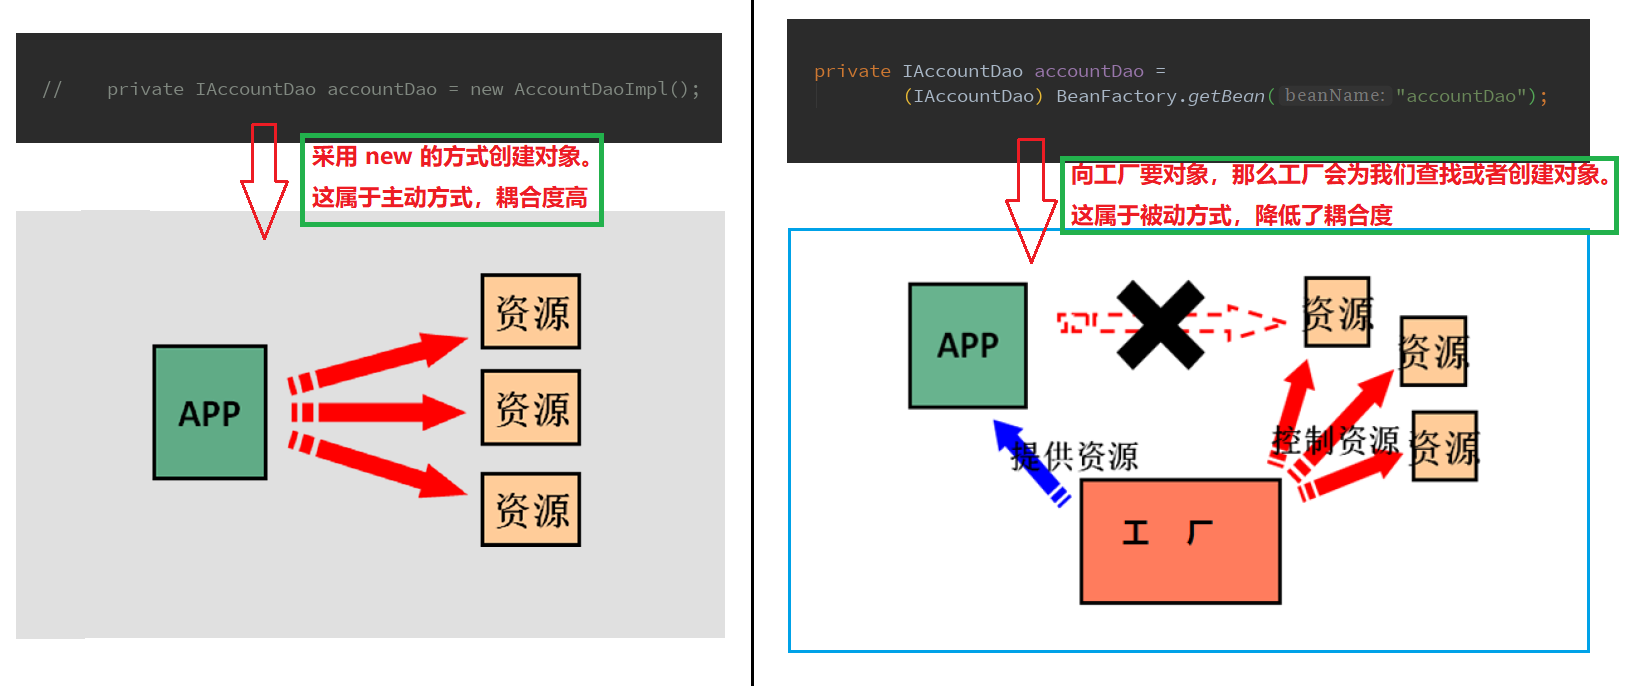 //    private IAccountDao accountDao = new AccountDaoImpl();
采用 new 的方式创建对象。
这属于主动方式，耦合度高
APP
资源
资源
资源
private IAccountDao accountDao =
(IAccountDao) BeanFactory.getBean( beanName: "accountDao");
向工厂要对象，那么工厂会为我们查找或者创建对象。
这属于被动方式，降低了耦合度
APP
资源
资源
资源
提供资源
控制资源
工 厂